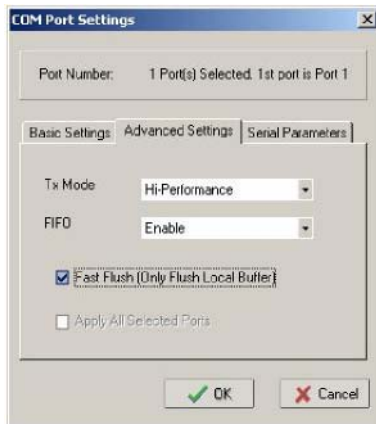 COM Port Settings
Port Number: 1 Port(s) Selected. 1st port is Port 1
Basic Settings Advanced Settings Serial Parameters
Tx Mode Hi-Performance
FIFO Enable
Fast Flush (Only Flush Local Buffer)
Apply All Selected Ports
OK Cancel